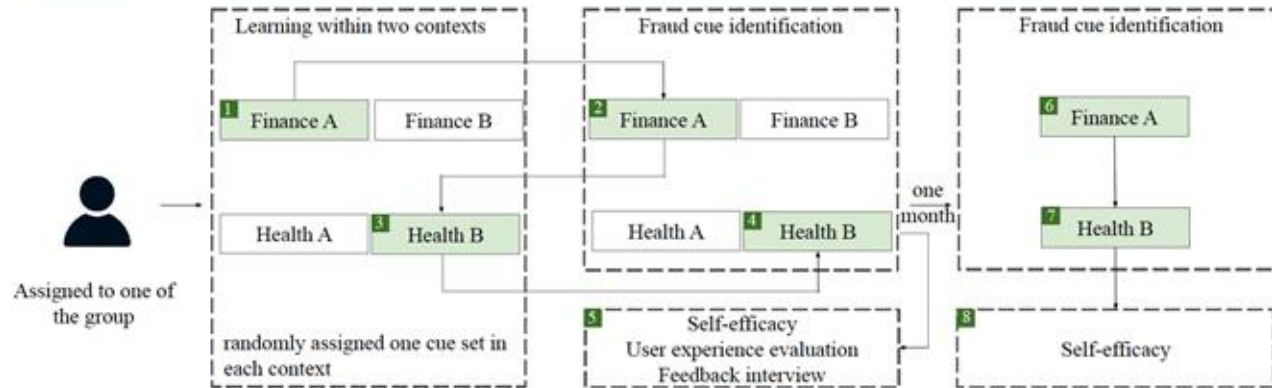 Learning within two contexts
Fraud cue identification
Fraud cue identification
1
Finance A
Finance B
2
Finance A
Finance B
6
Finance A
one
month
Health A
3
Health B
Health A
4
Health B
7
Health B
Assigned to one of
the group
randomly assigned one cue set in
each context
5
Self-efficacy
User experience evaluation
Feedback interview
8
Self-efficacy